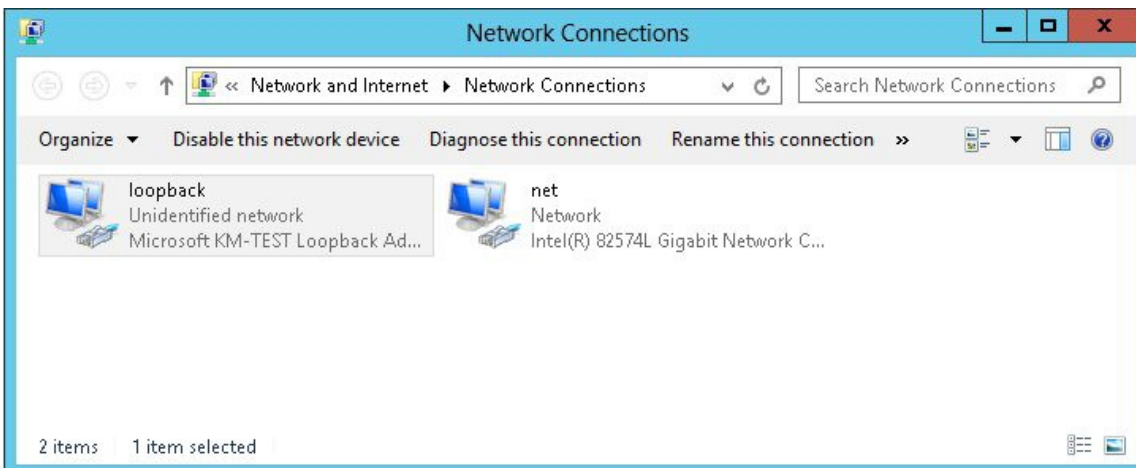 Network Connections
« Network and Internet ▸ Network Connections
Search Network Connections
Organize Disable this network device Diagnose this connection Rename this connection »
loopback
Unidentified network
Microsoft KM-TEST Loopback Ad...
net
Network
Intel(R) 82574L Gigabit Network C...
2 items 1 item selected